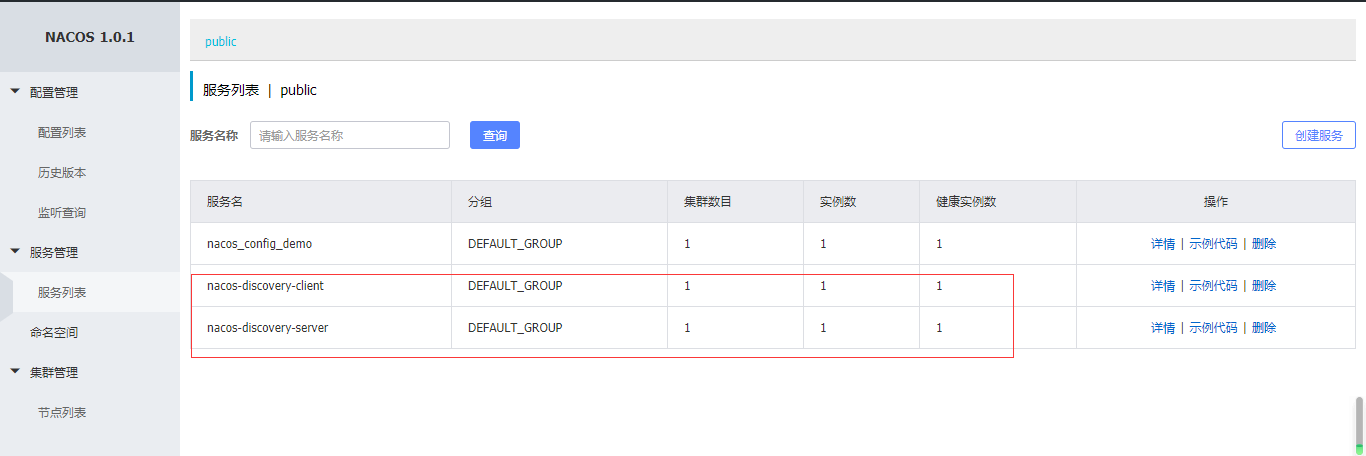 NACOS 1.0.1
配置管理
配置列表
历史版本
监听查询
服务管理
服务列表
命名空间
集群管理
节点列表
public
服务列表 | public
服务名称 请输入服务名称 查询 创建服务
服务名 分组 集群数目 实例数 健康实例数 操作
nacos_config_demo DEFAULT_GROUP 1 1 1 详情 | 示例代码 | 删除
nacos-discovery-client DEFAULT_GROUP 1 1 1 详情 | 示例代码 | 删除
nacos-discovery-server DEFAULT_GROUP 1 1 1 详情 | 示例代码 | 删除